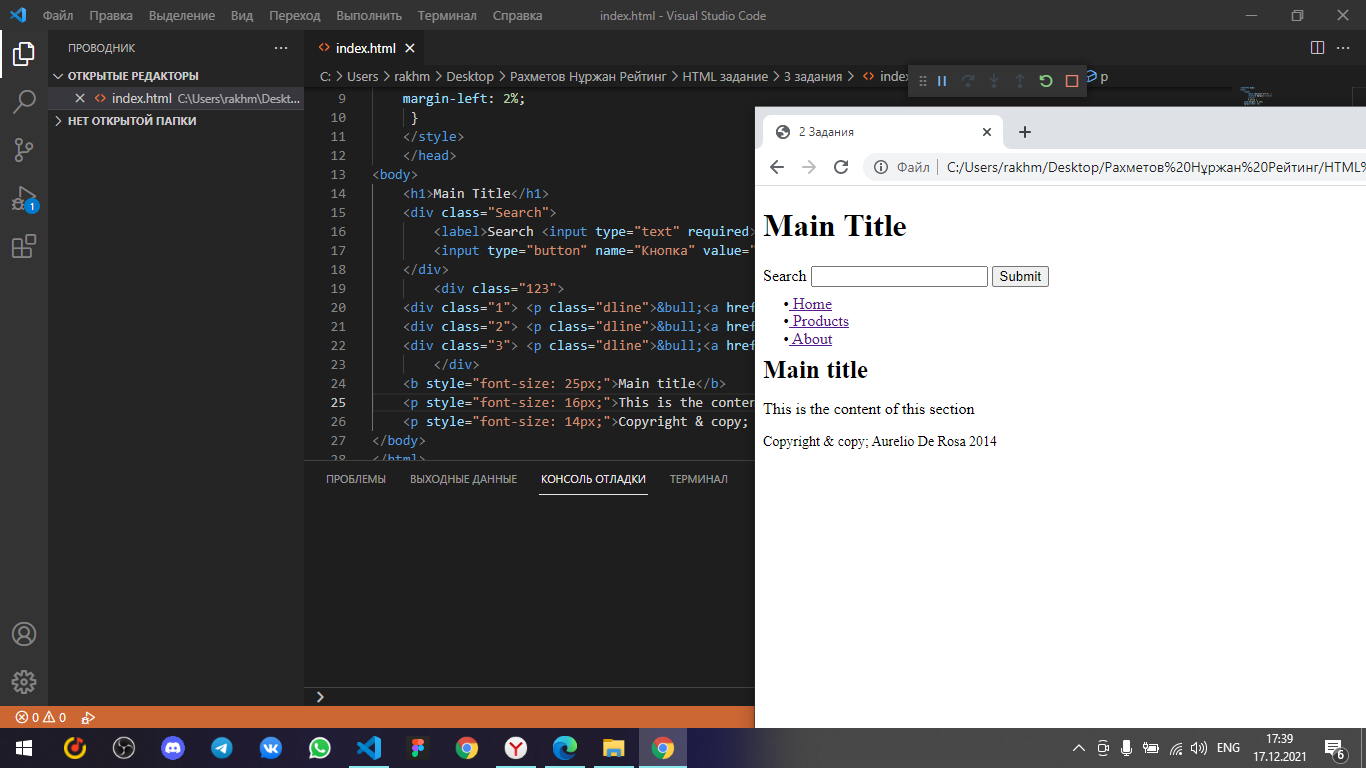 Файл Правка Выделение Вид Переход Выполнить Терминал Справка index.html - Visual Studio Code
ПРОВОДНИК
index.html
ОТКРЫТЫЕ РЕДАКТОРЫ
index.html C:\Users\rakhm\Deskt...
НЕТ ОТКРЫТОЙ ПАПКИ
1
C: > Users > rakhm > Desktop > Рахметов Нұржан Рейтинг > HTML задание > 3 задания > index p
9 margin-left: 2%;
10 }
11 </style>
12 </head>
13 <body>
14 <h1>Main Title</h1>
15 <div class="Search">
16 <label>Search <input type="text" required>
17 <input type="button" name="Кнопка" value="
18 </div>
19 <div class="123">
20 <div class="1"> <p class="dline">&bull;<a href
21 <div class="2"> <p class="dline">&bull;<a href
22 <div class="3"> <p class="dline">&bull;<a href
23 </div>
24 <b style="font-size: 25px;">Main title</b>
25 <p style="font-size: 16px;">This is the conten
26 <p style="font-size: 14px;">Copyright & copy;
27 </body>
28 </html>
ПРОБЛЕМЫ ВЫХОДНЫЕ ДАННЫЕ КОНСОЛЬ ОТЛАДКИ ТЕРМИНАЛ
0 0
2 Задания
Файл C:/Users/rakhm/Desktop/Рахметов%20Нұржан%20Рейтинг/HTML%
Main Title
Search Submit
• Home
• Products
• About
Main title
This is the content of this section
Copyright & copy; Aurelio De Rosa 2014
ENG
17:39
17.12.2021
6